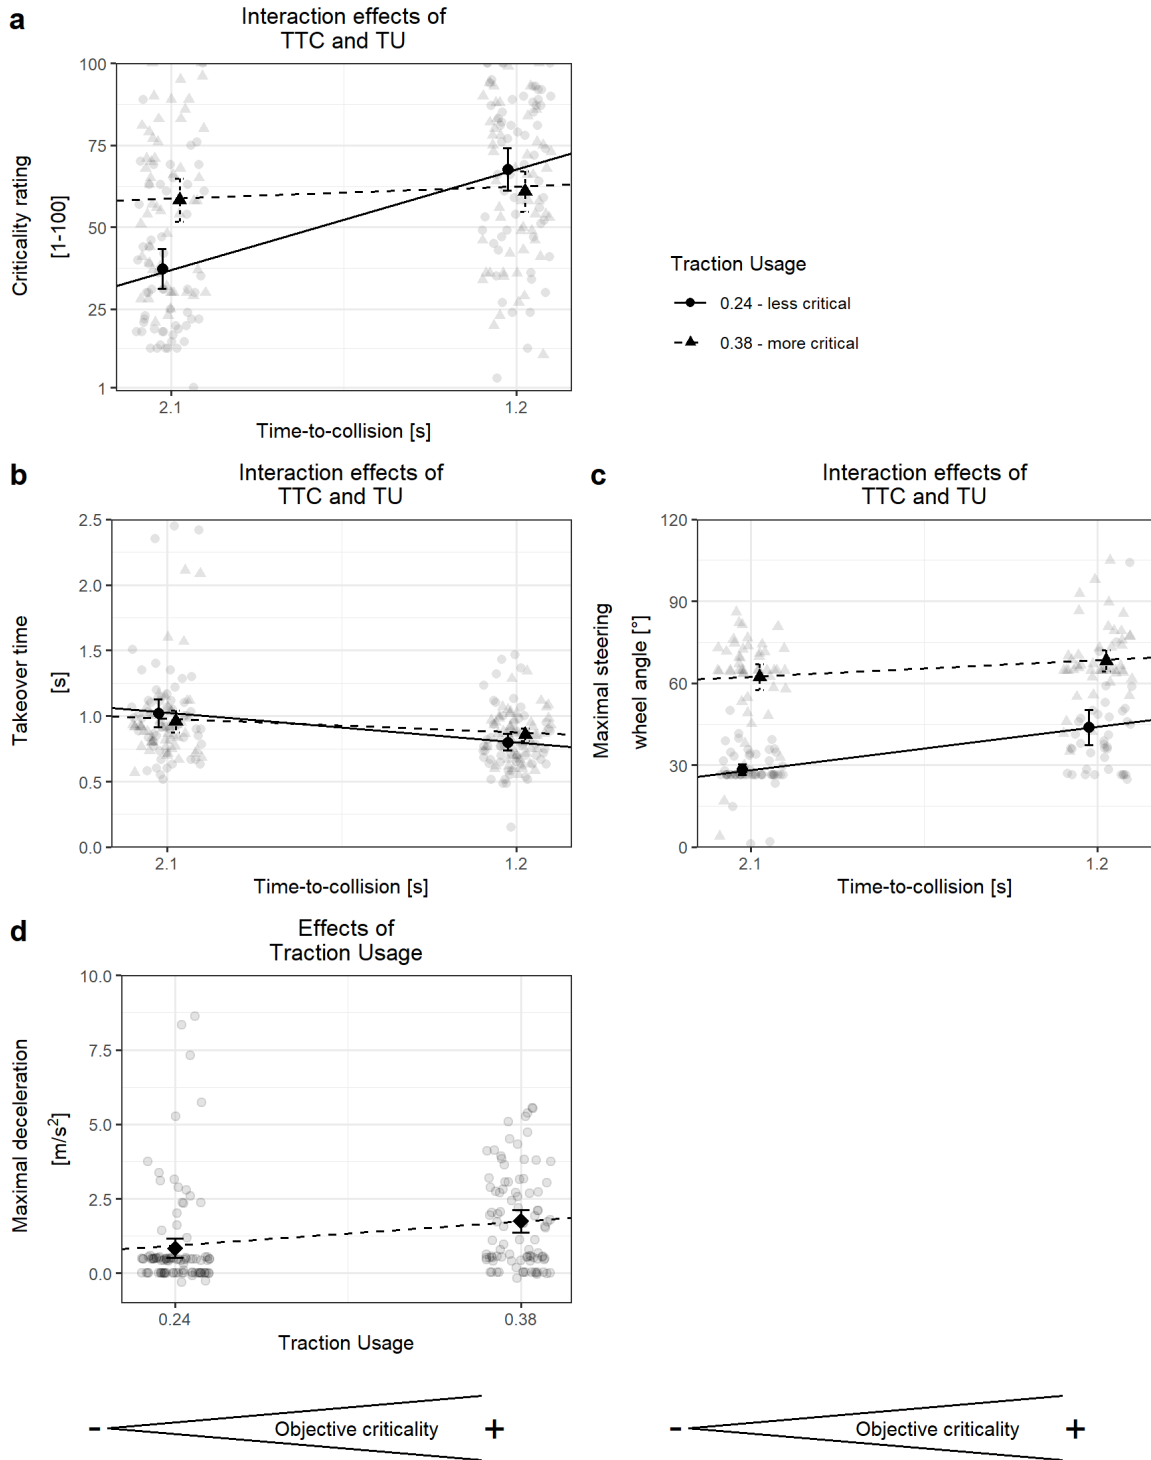 a
Interaction effects of
TTC and TU
100
75
50
25
1
Criticality rating
[1-100]
2.1
1.2
Time-to-collision [s]
Traction Usage
0.24 - less critical
0.38 - more critical
b
Interaction effects of
TTC and TU
2.5
2.0
1.5
1.0
0.5
0.0
Takeover time
[s]
2.1
1.2
Time-to-collision [s]
c
Interaction effects of
TTC and TU
120
90
60
30
0
Maximal steering
wheel angle [°]
2.1
1.2
Time-to-collision [s]
d
Effects of
Traction Usage
10.0
7.5
5.0
2.5
0.0
Maximal deceleration
[m/s²]
0.24
0.38
Traction Usage
- Objective criticality +
- Objective criticality +